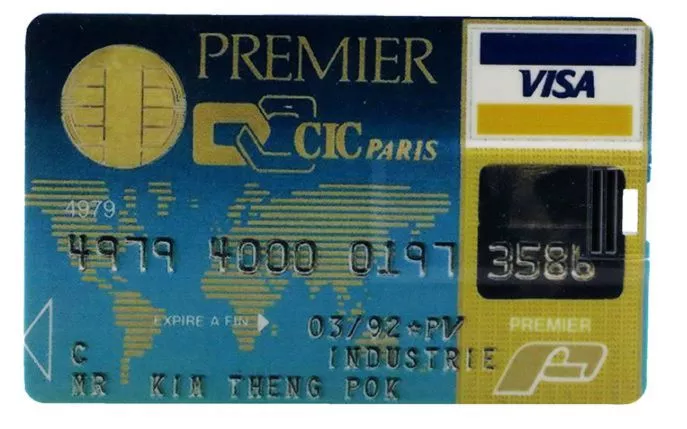 PREMIER
VISA
CIC PARIS
4979
4979 4000 0197 3586
EXPIRE A FIN 03/92 *PV
PREMIER
C INDUSTRIE
MR KIM THENG POK